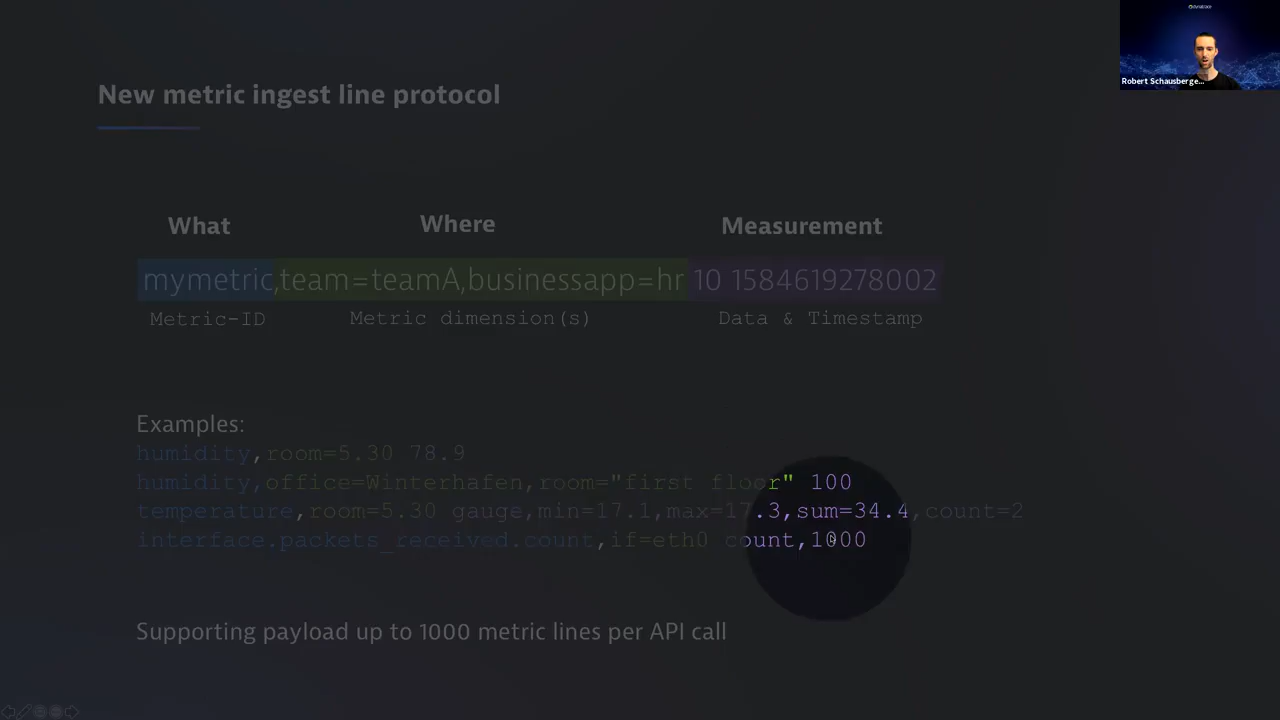 dynatrace
Robert Schausberge...
New metric ingest line protocol
What
Where
Measurement
mymetric,team=teamA,businessapp=hr 10 1584619278002
Metric-ID
Metric dimension(s)
Data & Timestamp
Examples:
humidity,room=5.30 78.9
humidity,office=Winterhafen,room="first floor" 100
temperature,room=5.30 gauge,min=17.1,max=17.3,sum=34.4,count=2
interface.packets_received.count,if=eth0 count,1000
Supporting payload up to 1000 metric lines per API call